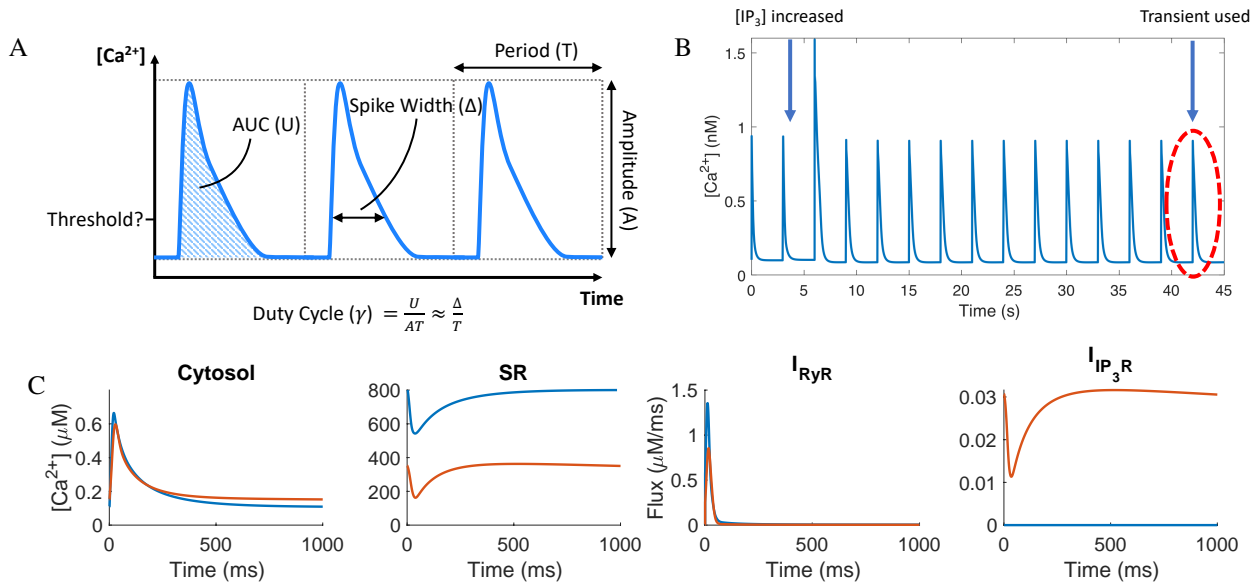 A
[Ca²⁺]
Period (T)
AUC (U)
Spike Width (Δ)
Amplitude (A)
Threshold?
Time
Duty Cycle (γ) = U/AT ≈ Δ/T
[IP₃] increased
Transient used
B
1.5
1
0.5
0
[Ca²⁺] (nM)
0 5 10 15 20 25 30 35 40 45
Time (s)
C
Cytosol
0.6
0.4
0.2
0
[Ca²⁺] (μM)
0 500 1000
Time (ms)
SR
800
600
400
200
0
0 500 1000
Time (ms)
I_RyR
1.5
1
0.5
0
Flux (μM/ms)
0 500 1000
Time (ms)
I_IP₃R
0.03
0.02
0.01
0
0 500 1000
Time (ms)